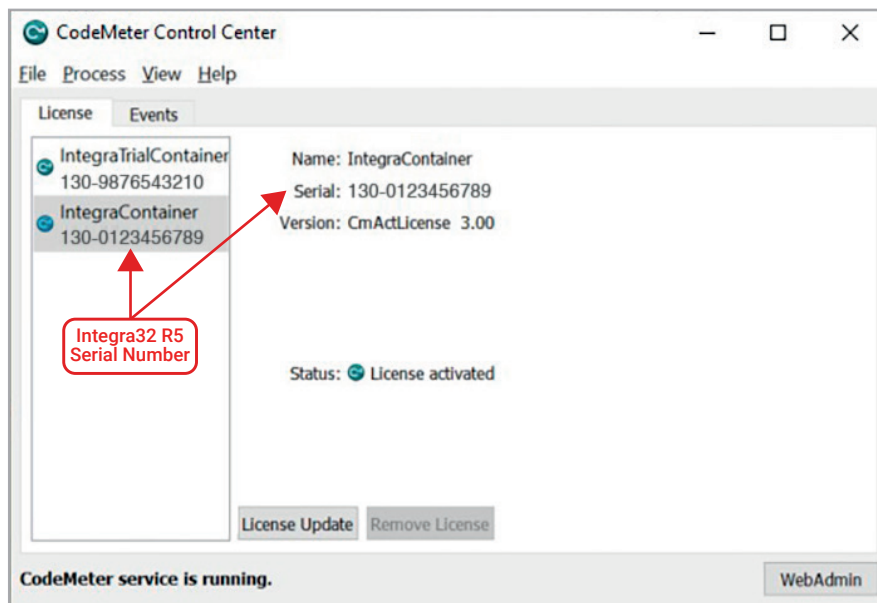 CodeMeter Control Center
File Process View Help
License Events
IntegraTrialContainer
130-9876543210
IntegraContainer
130-0123456789
Name: IntegraContainer
Serial: 130-0123456789
Version: CmActLicense 3.00
Integra32 R5
Serial Number
Status: License activated
License Update Remove License
CodeMeter service is running.
WebAdmin